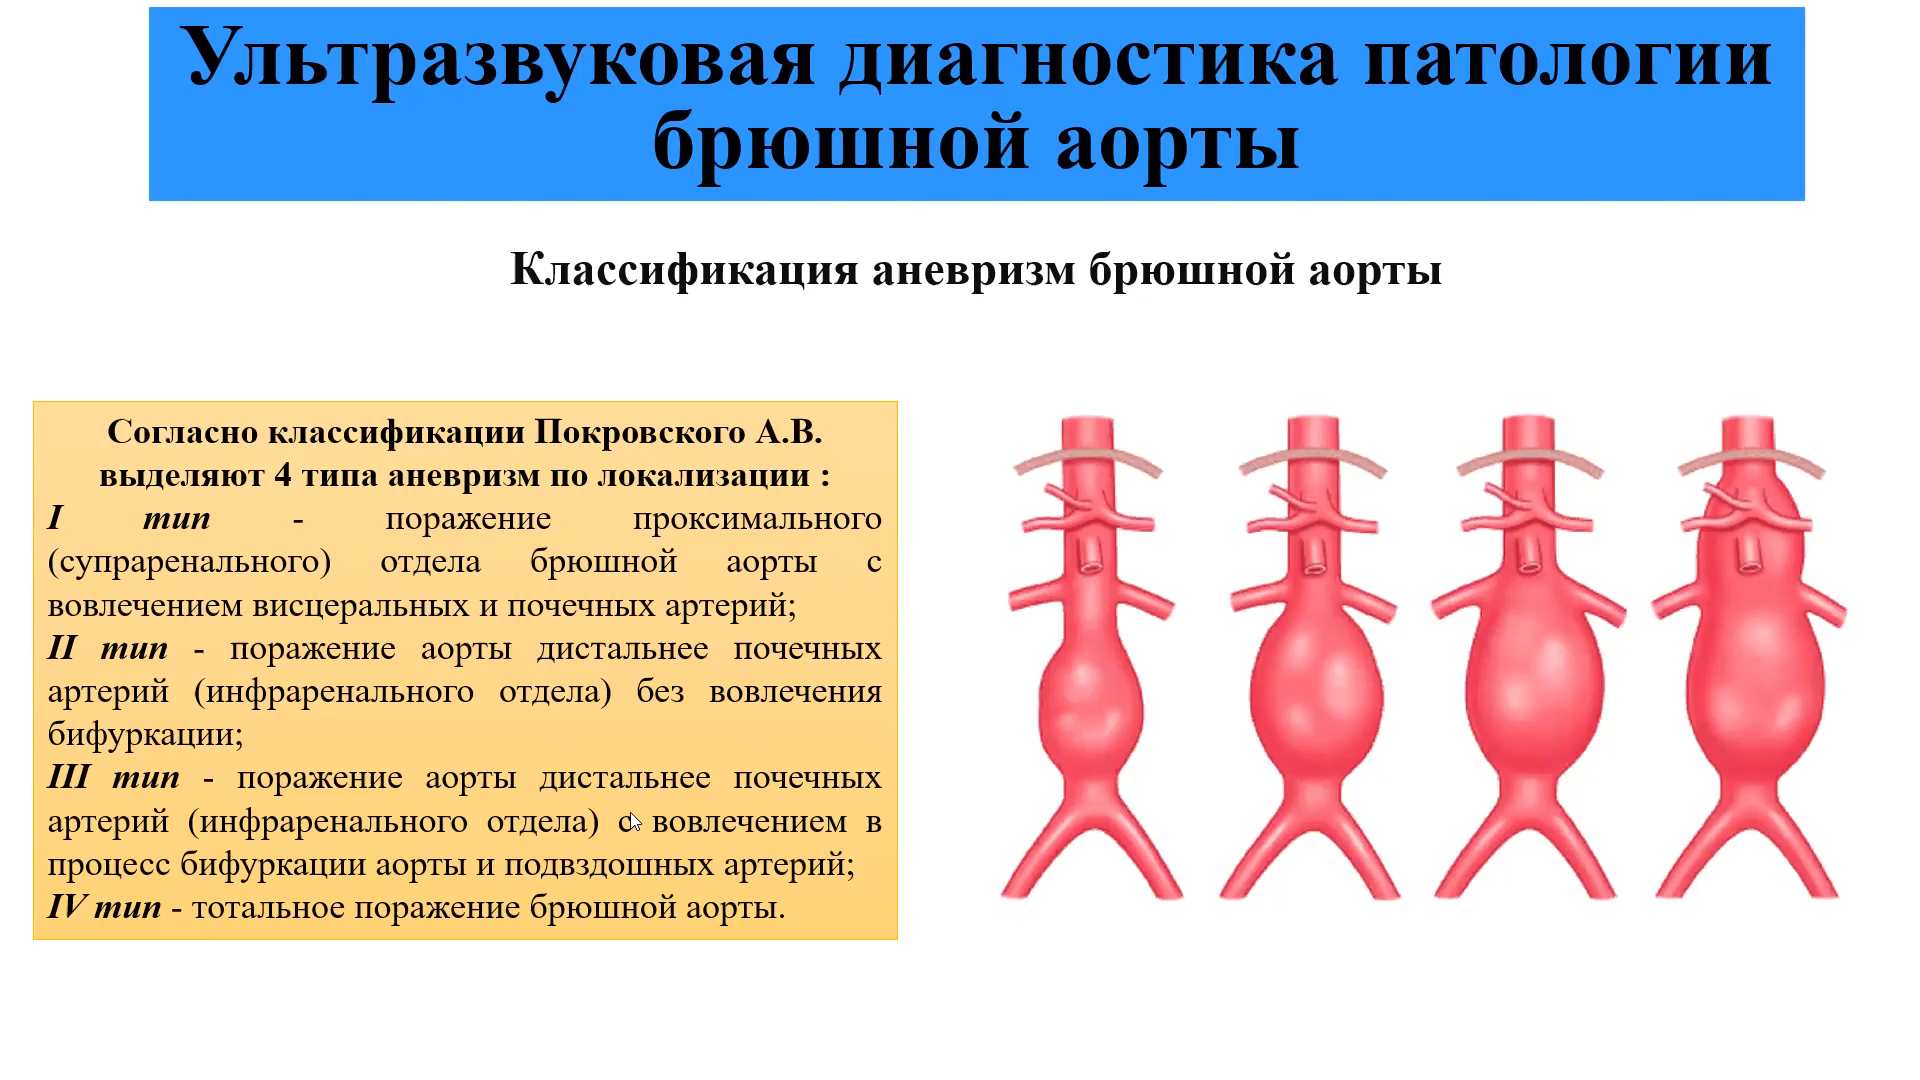 Ультразвуковая диагностика патологии
брюшной аорты
Классификация аневризм брюшной аорты
Согласно классификации Покровского А.В.
выделяют 4 типа аневризм по локализации :
I тип - поражение проксимального
(супраренального) отдела брюшной аорты с
вовлечением висцеральных и почечных артерий;
II тип - поражение аорты дистальнее почечных
артерий (инфраренального отдела) без вовлечения
бифуркации;
III тип - поражение аорты дистальнее почечных
артерий (инфраренального отдела) с вовлечением в
процесс бифуркации аорты и подвздошных артерий;
IV тип - тотальное поражение брюшной аорты.